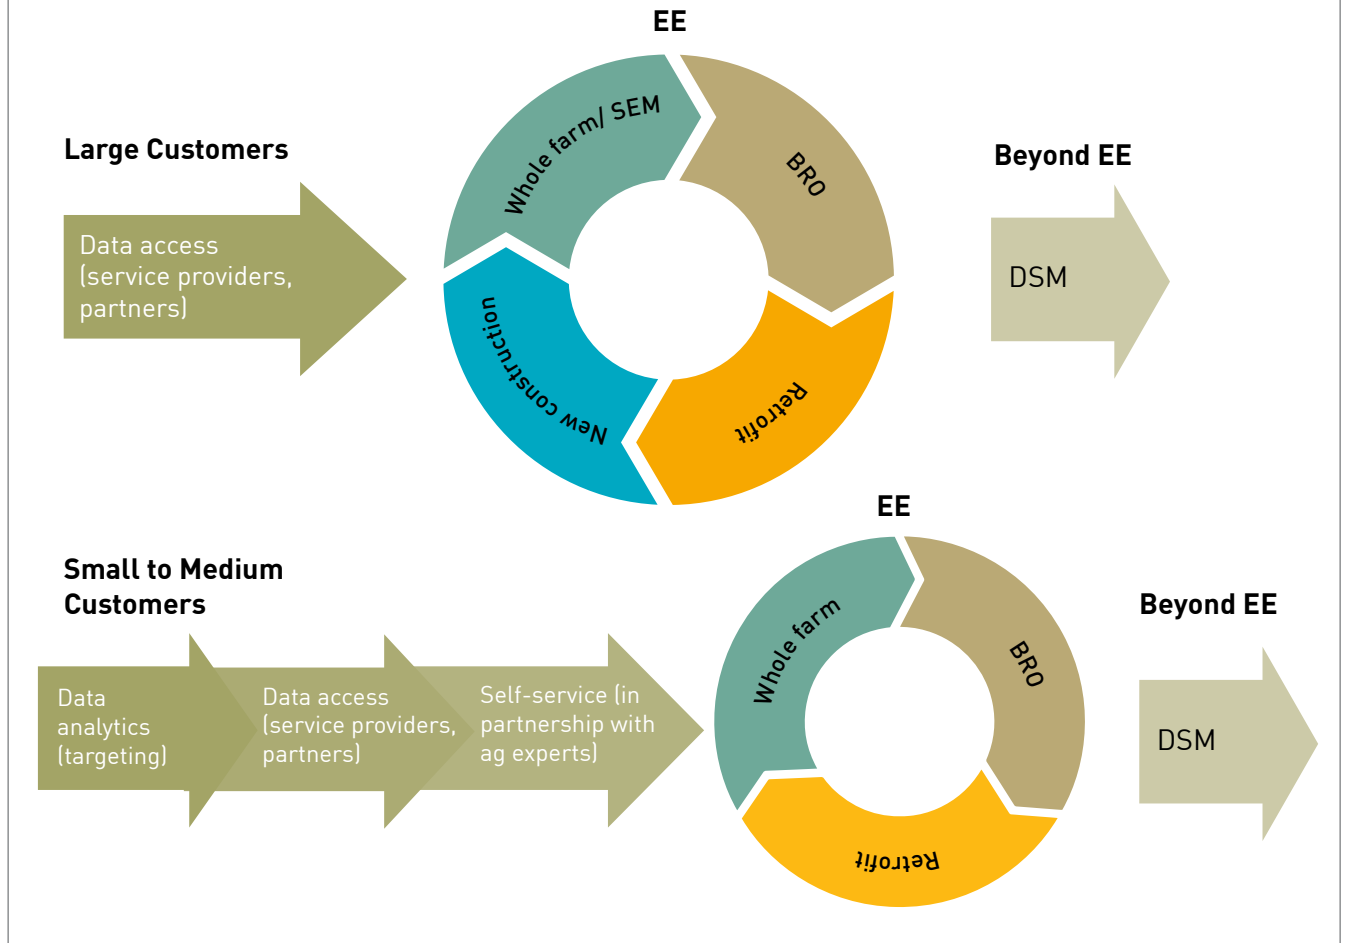 EE
Large Customers
Data access
(service providers,
partners)
Whole farm/ SEM
BRO
Retrofit
New construction
Beyond EE
DSM
EE
Small to Medium
Customers
Data
analytics
(targeting)
Data access
(service providers,
partners)
Self-service (in
partnership with
ag experts)
Whole farm
BRO
Retrofit
Beyond EE
DSM